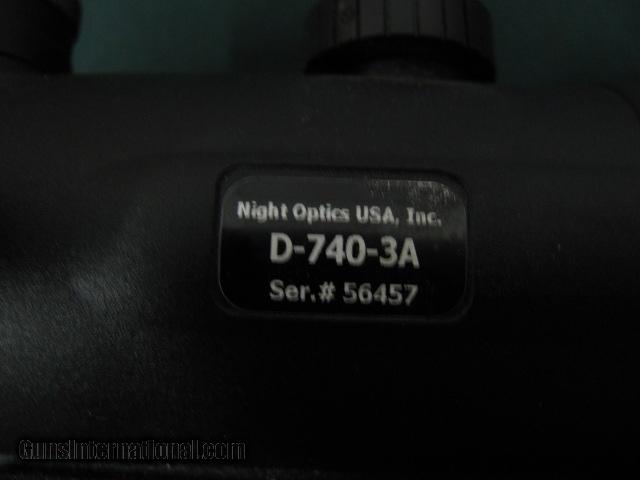 Night Optics USA, Inc.
D-740-3A
Ser.# 56457
GunsInternational.com